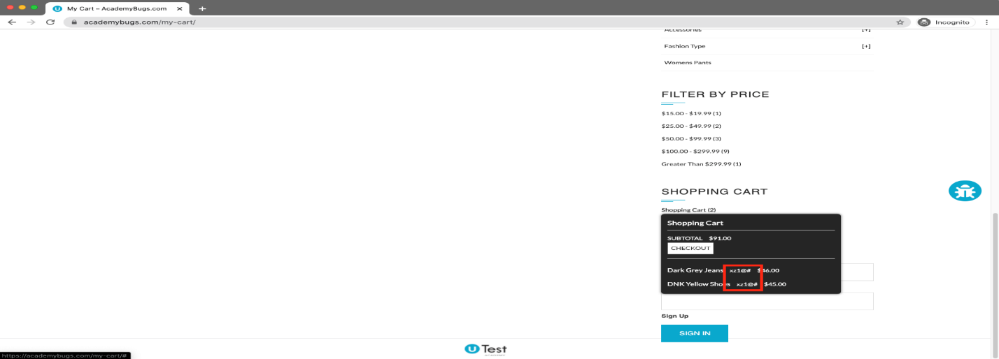 My Cart – AcademyBugs.com
academybugs.com/my-cart/
Incognito
Accessories [+]
Fashion Type [+]
Womens Pants
FILTER BY PRICE
$15.00 - $19.99 (1)
$25.00 - $49.99 (2)
$50.00 - $99.99 (3)
$100.00 - $299.99 (9)
Greater Than $299.99 (1)
SHOPPING CART
Shopping Cart (2)
Shopping Cart
SUBTOTAL $91.00
CHECKOUT
Dark Grey Jeans xz1@# $46.00
DNK Yellow Shoes xz1@# $45.00
Sign Up
SIGN IN
uTest
ACADEMY
https://academybugs.com/my-cart/#